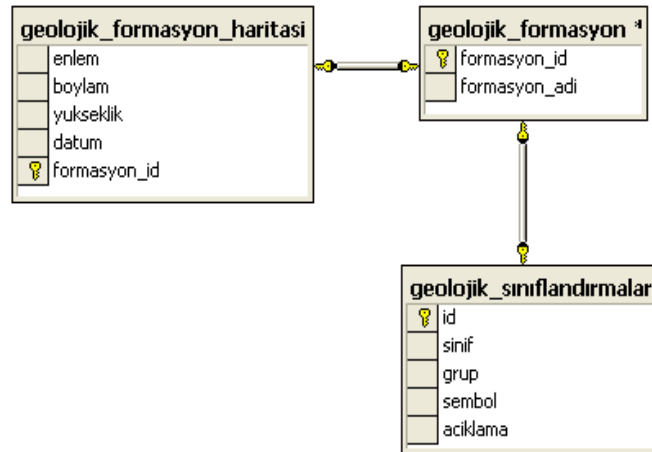 geolojik_formasyon_haritasi
enlem
boylam
yukseklik
datum
formasyon_id
geolojik_formasyon *
formasyon_id
formasyon_adi
geolojik_sınıflandırmalar
id
sinif
grup
sembol
aciklama